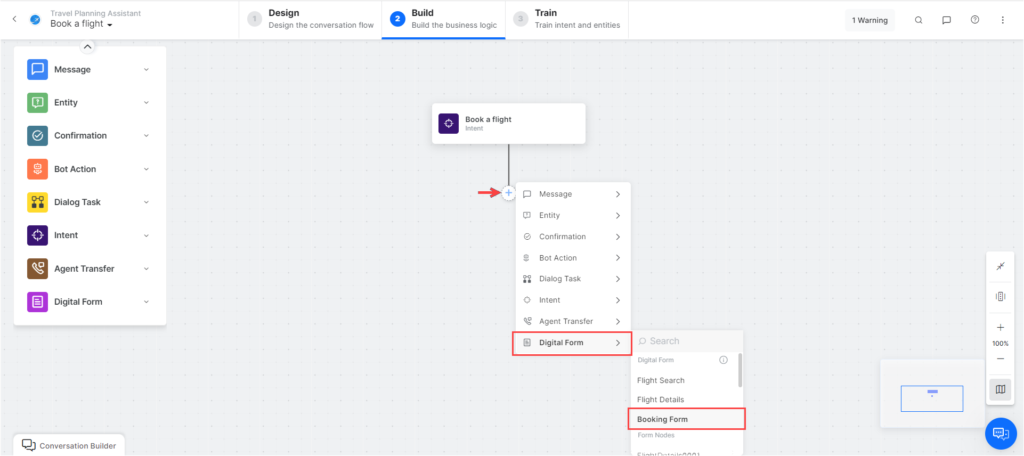 Travel Planning Assistant
Book a flight
1
Design
Design the conversation flow
2
Build
Build the business logic
3
Train
Train intent and entities
1 Warning
Message
Entity
Confirmation
Bot Action
Dialog Task
Intent
Agent Transfer
Digital Form
Book a flight
Intent
Message
Entity
Confirmation
Bot Action
Dialog Task
Intent
Agent Transfer
Digital Form
Search
Digital Form
Flight Search
Flight Details
Booking Form
Form Nodes
100%
Conversation Builder